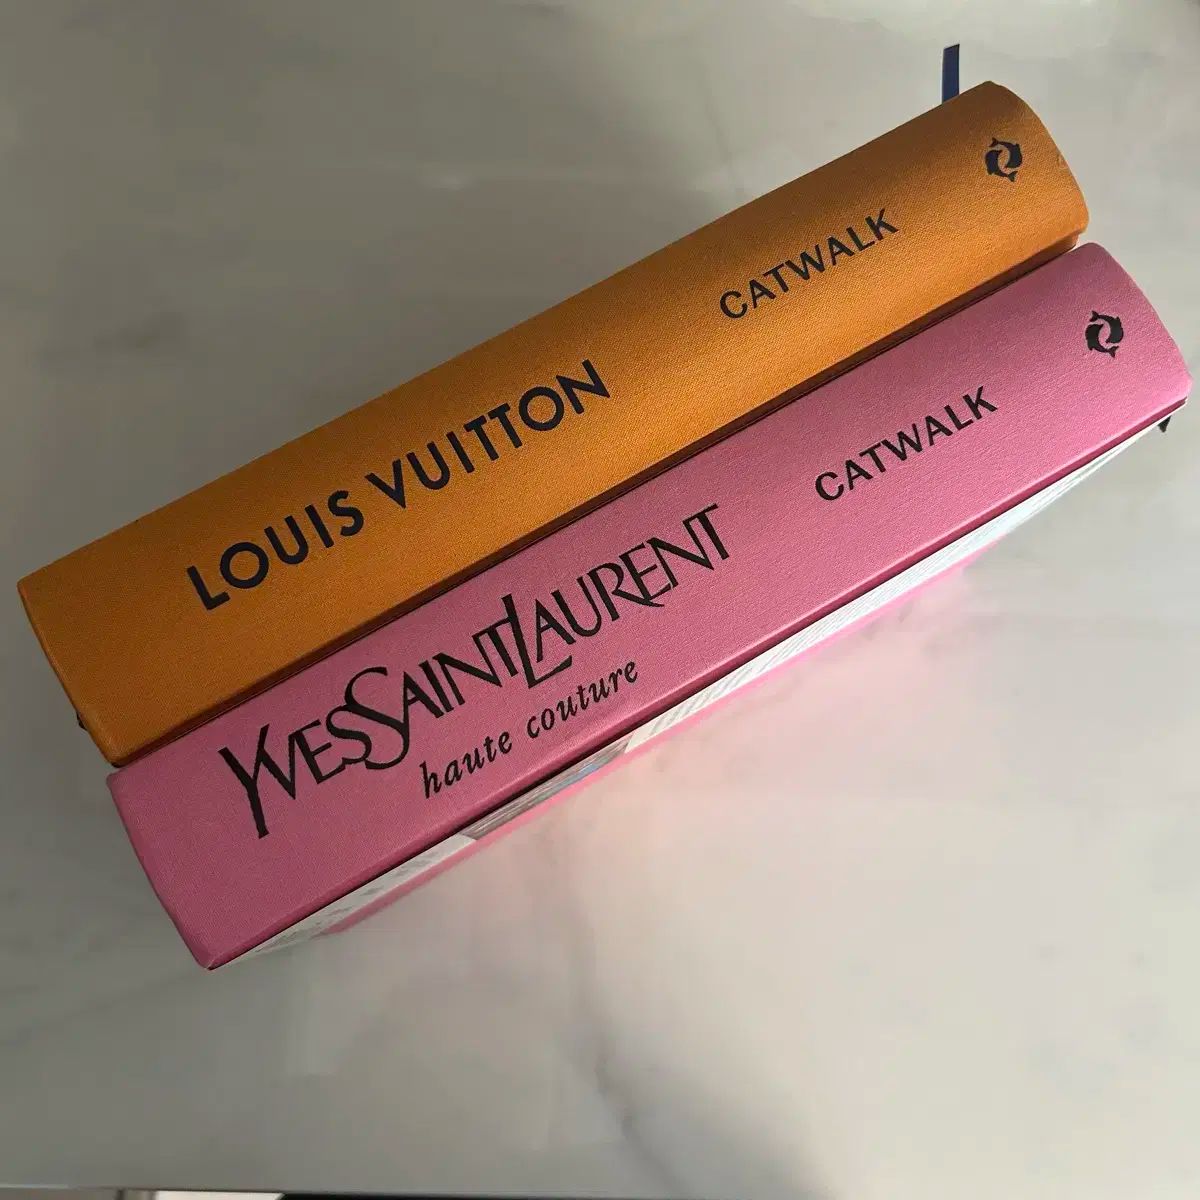 LOUIS VUITTON
CATWALK
YVESSAINTLAURENT
haute couture
CATWALK